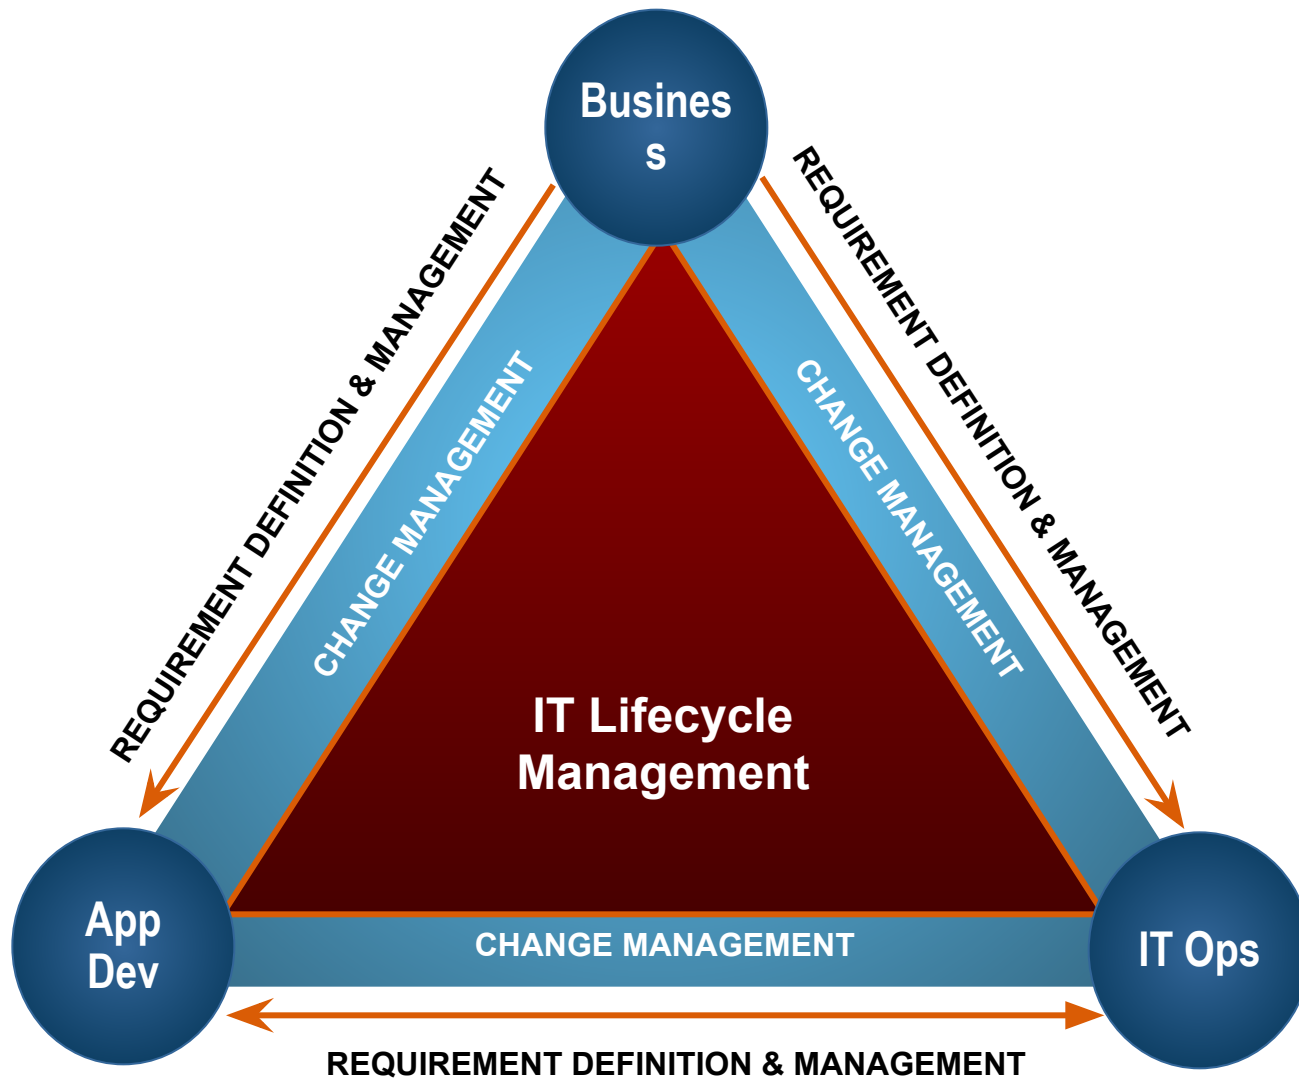 Busines
s
REQUIREMENT DEFINITION & MANAGEMENT
REQUIREMENT DEFINITION & MANAGEMENT
CHANGE MANAGEMENT
CHANGE MANAGEMENT
IT Lifecycle
Management
App
Dev
CHANGE MANAGEMENT
IT Ops
REQUIREMENT DEFINITION & MANAGEMENT